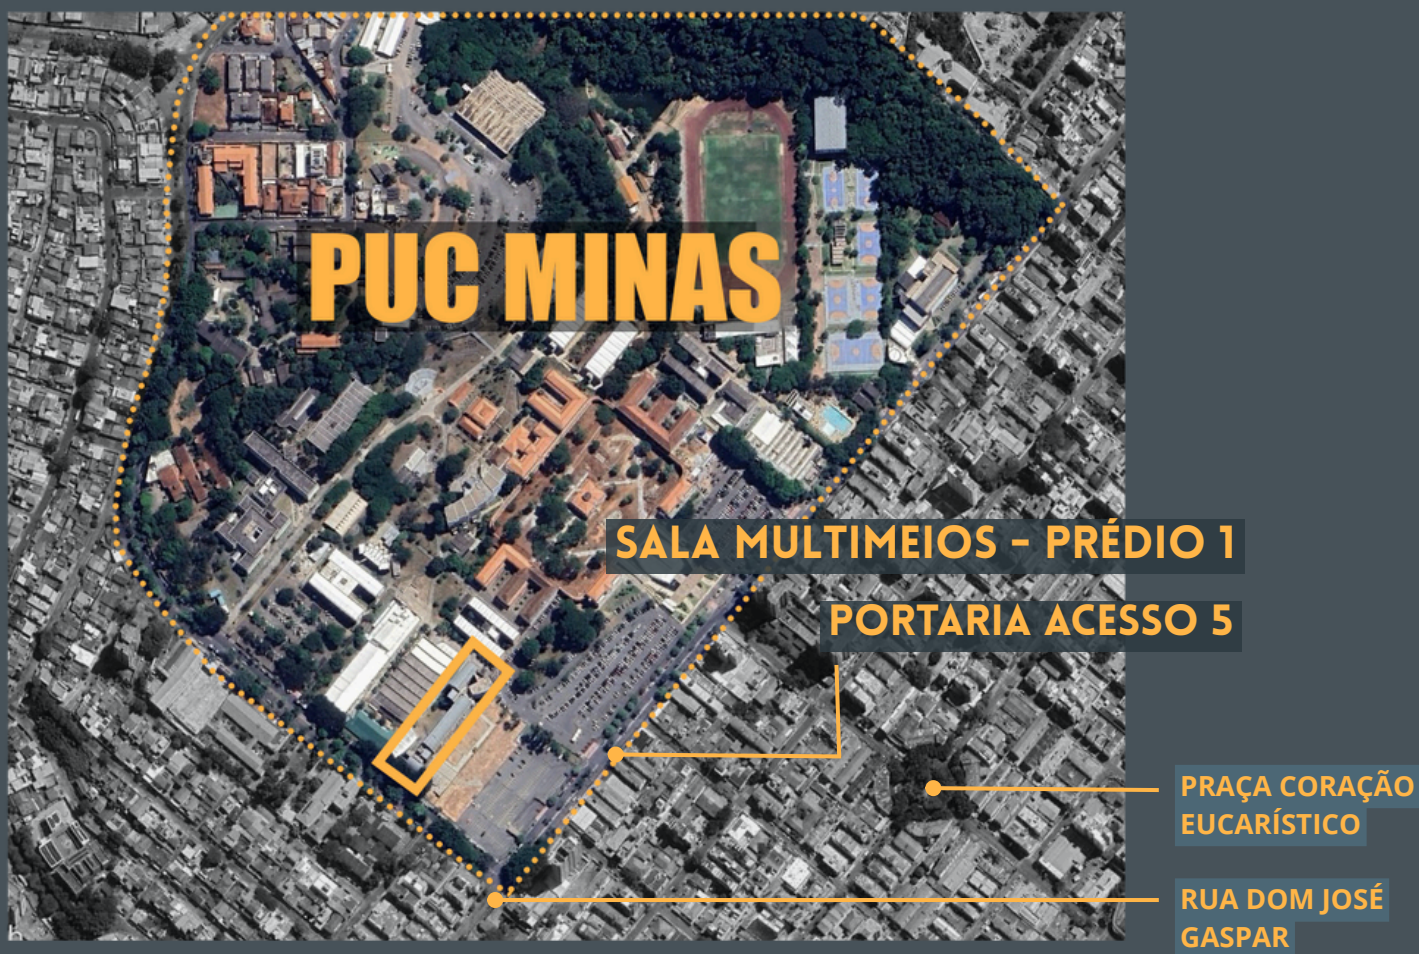 PUC MINAS
SALA MULTIMEIOS - PRÉDIO 1
PORTARIA ACESSO 5
PRAÇA CORAÇÃO
EUCARÍSTICO
RUA DOM JOSÉ
GASPAR